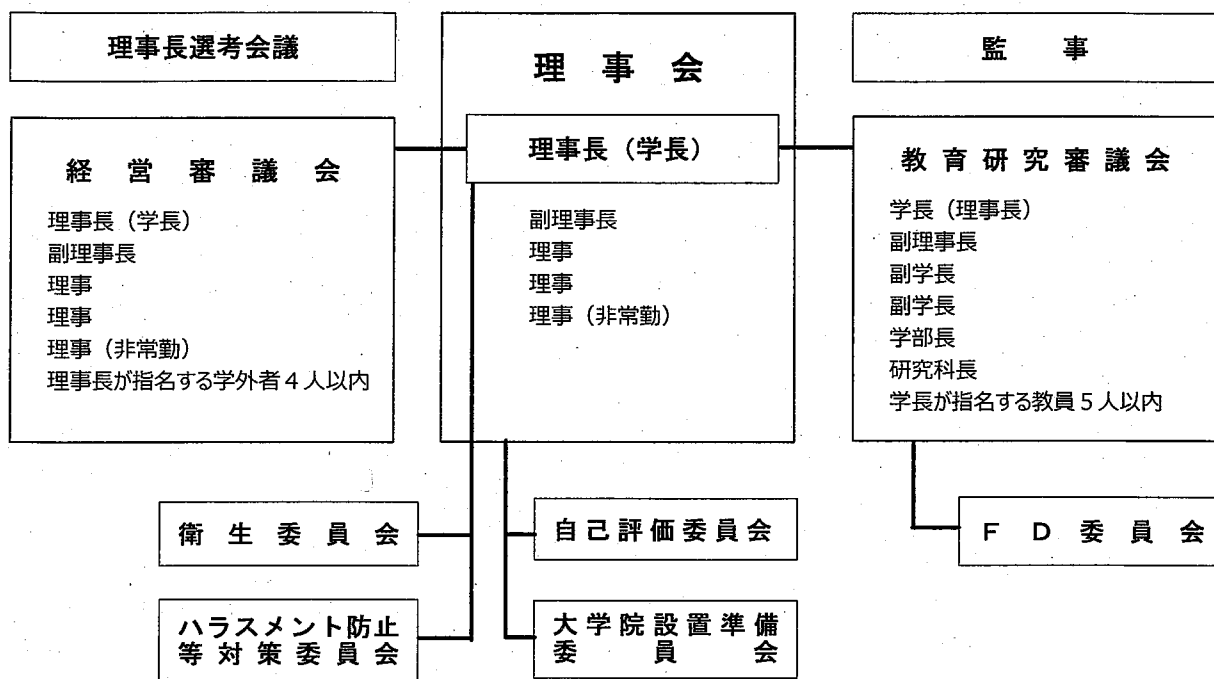 理事長選考会議
理事会
監事
経営審議会
理事長（学長）
副理事長
理事
理事
理事（非常勤）
理事長が指名する学外者４人以内
理事長（学長）
副理事長
理事
理事
理事（非常勤）
教育研究審議会
学長（理事長）
副理事長
副学長
副学長
学部長
研究科長
学長が指名する教員５人以内
衛生委員会
自己評価委員会
ＦＤ委員会
ハラスメント防止
等対策委員会
大学院設置準備
委員会